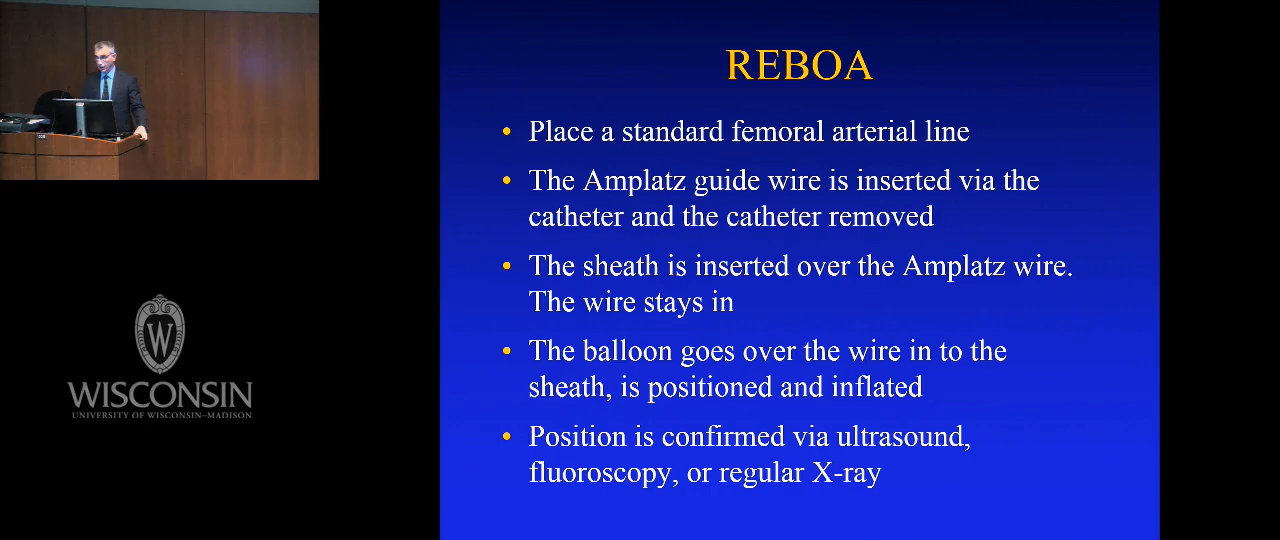 REBOA
• Place a standard femoral arterial line
• The Amplatz guide wire is inserted via the
catheter and the catheter removed
• The sheath is inserted over the Amplatz wire.
The wire stays in
• The balloon goes over the wire in to the
sheath, is positioned and inflated
• Position is confirmed via ultrasound,
fluoroscopy, or regular X-ray
W
WISCONSIN
UNIVERSITY OF WISCONSIN–MADISON